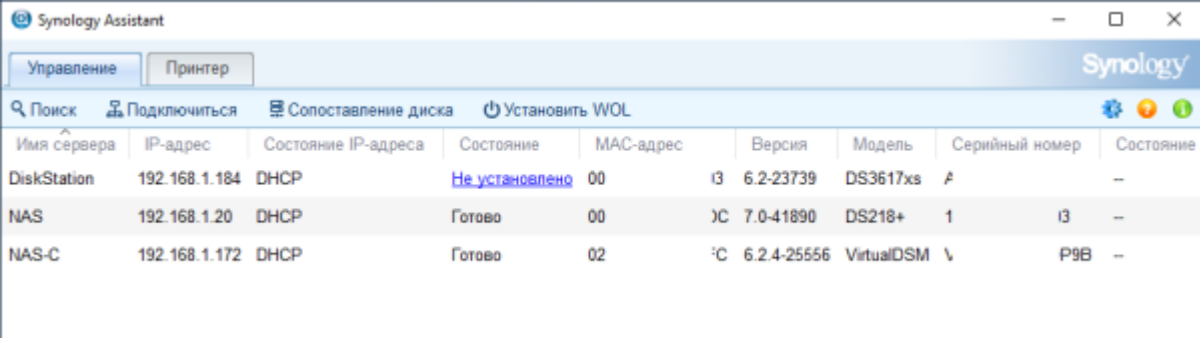 Synology Assistant
Управление Принтер Synology
Поиск Подключиться Сопоставление диска Установить WOL
Имя сервера IP-адрес Состояние IP-адреса Состояние MAC-адрес Версия Модель Серийный номер Состояние
DiskStation 192.168.1.184 DHCP Не установлено 00 6.2-23739 DS3617xs --
NAS 192.168.1.20 DHCP Готово 00 7.0-41890 DS218+ 1 --
NAS-C 192.168.1.172 DHCP Готово 02 6.2.4-25556 VirtualDSM P9B --